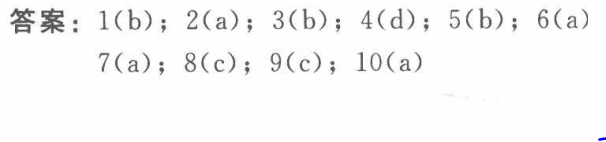 答案：1(b)；2(a)；3(b)；4(d)；5(b)；6(a)
7(a)；8(c)；9(c)；10(a)